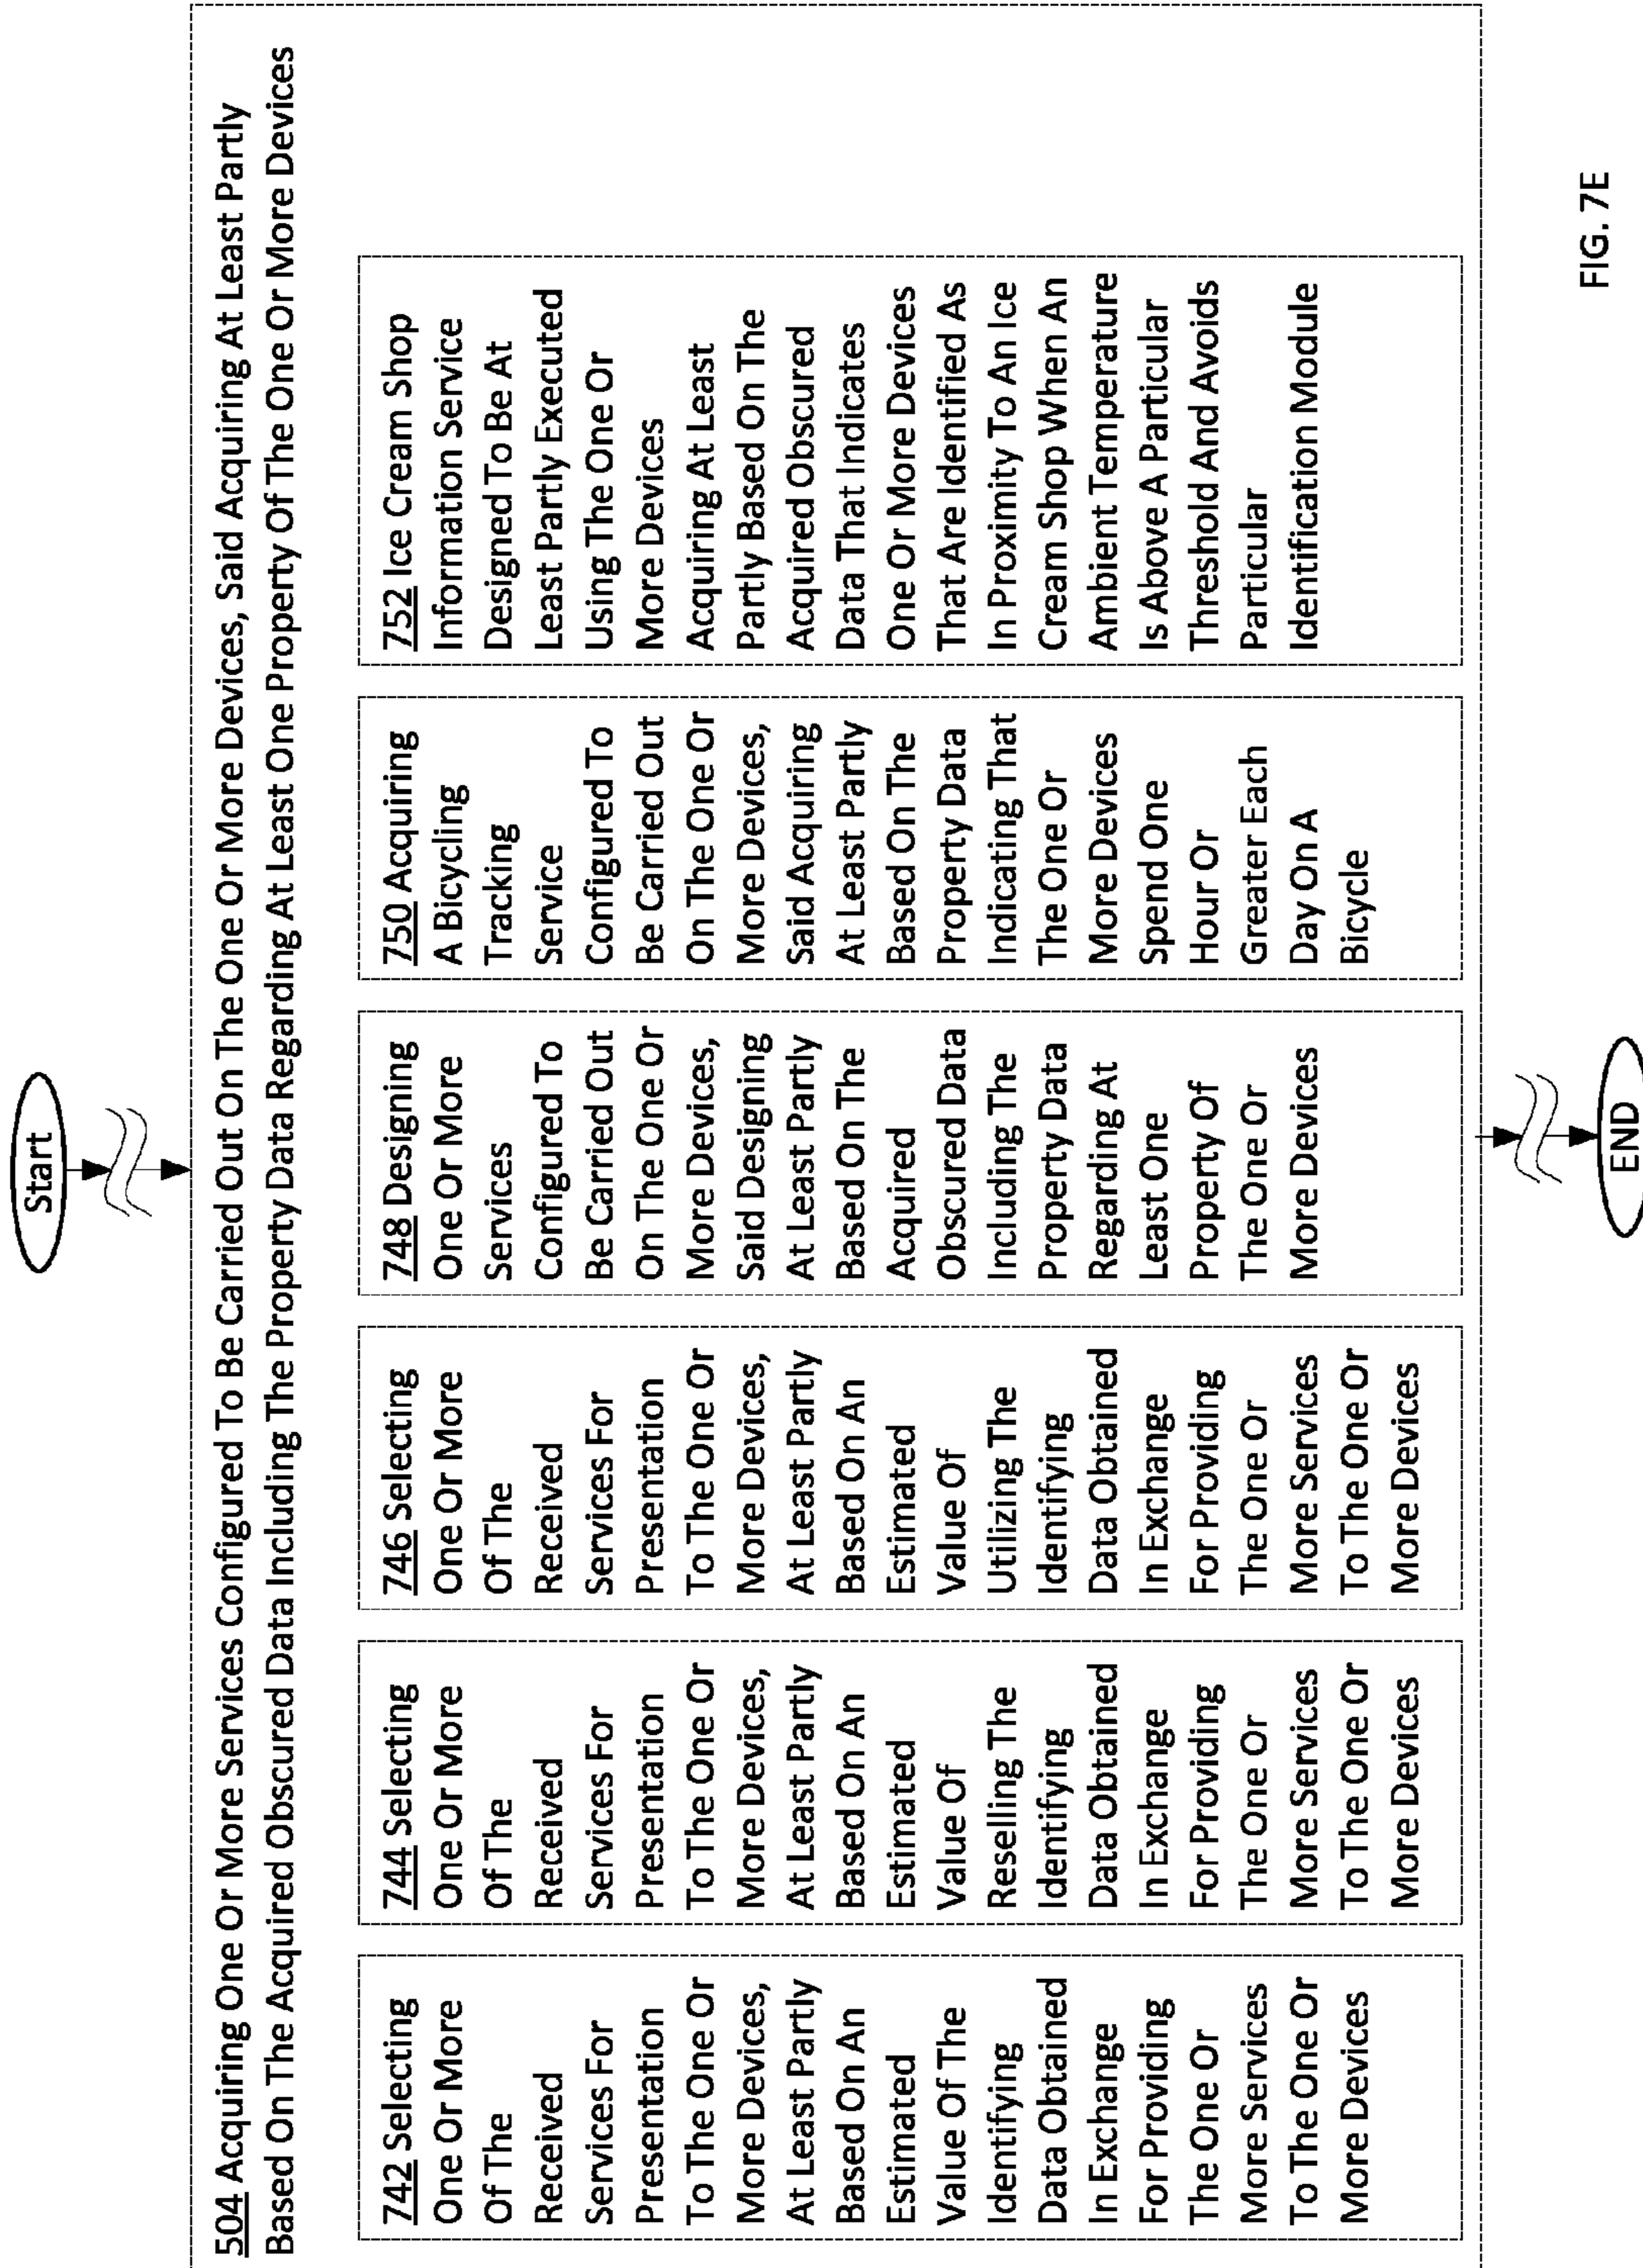 Start
504 Acquiring One Or More Services Configured To Be Carried Out On The One Or More Devices, Said Acquiring At Least Partly
Based On The Acquired Obscured Data Including The Property Data Regarding At Least One Property Of The One Or More Devices
742 Selecting
One Or More
Of The
Received
Services For
Presentation
To The One Or
More Devices,
At Least Partly
Based On An
Estimated
Value Of The
Identifying
Data Obtained
In Exchange
For Providing
The One Or
More Services
To The One Or
More Devices
744 Selecting
One Or More
Of The
Received
Services For
Presentation
To The One Or
More Devices,
At Least Partly
Based On An
Estimated
Value Of
Reselling The
Identifying
Data Obtained
In Exchange
For Providing
The One Or
More Services
To The One Or
More Devices
746 Selecting
One Or More
Of The
Received
Services For
Presentation
To The One Or
More Devices,
At Least Partly
Based On An
Estimated
Value Of
Utilizing The
Identifying
Data Obtained
In Exchange
For Providing
The One Or
More Services
To The One Or
More Devices
748 Designing
One Or More
Services
Configured To
Be Carried Out
On The One Or
More Devices,
Said Designing
At Least Partly
Based On The
Acquired
Obscured Data
Including The
Property Data
Regarding At
Least One
Property Of
The One Or
More Devices
750 Acquiring
A Bicycling
Tracking
Service
Configured To
Be Carried Out
On The One Or
More Devices,
Said Acquiring
At Least Partly
Based On The
Property Data
Indicating That
The One Or
More Devices
Spend One
Hour Or
Greater Each
Day On A
Bicycle
752 Ice Cream Shop
Information Service
Designed To Be At
Least Partly Executed
Using The One Or
More Devices
Acquiring At Least
Partly Based On The
Acquired Obscured
Data That Indicates
One Or More Devices
That Are Identified As
In Proximity To An Ice
Cream Shop When An
Ambient Temperature
Is Above A Particular
Threshold And Avoids
Particular
Identification Module
END
FIG. 7E